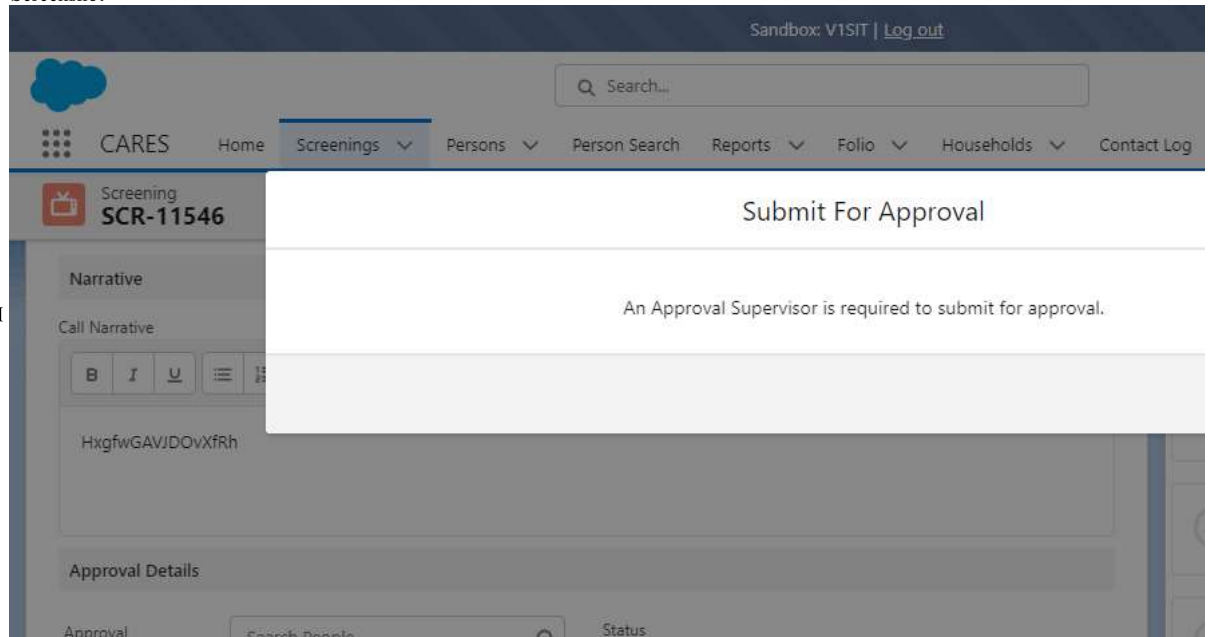 Sandbox: V1SIT | Log out
Search...
CARES Home Screenings Persons Person Search Reports Folio Households Contact Log
Screening
SCR-11546
Submit For Approval
An Approval Supervisor is required to submit for approval.
Narrative
Call Narrative
B I U
HxgfwGAVJDOvXfRh
Approval Details
Approval Search People Status